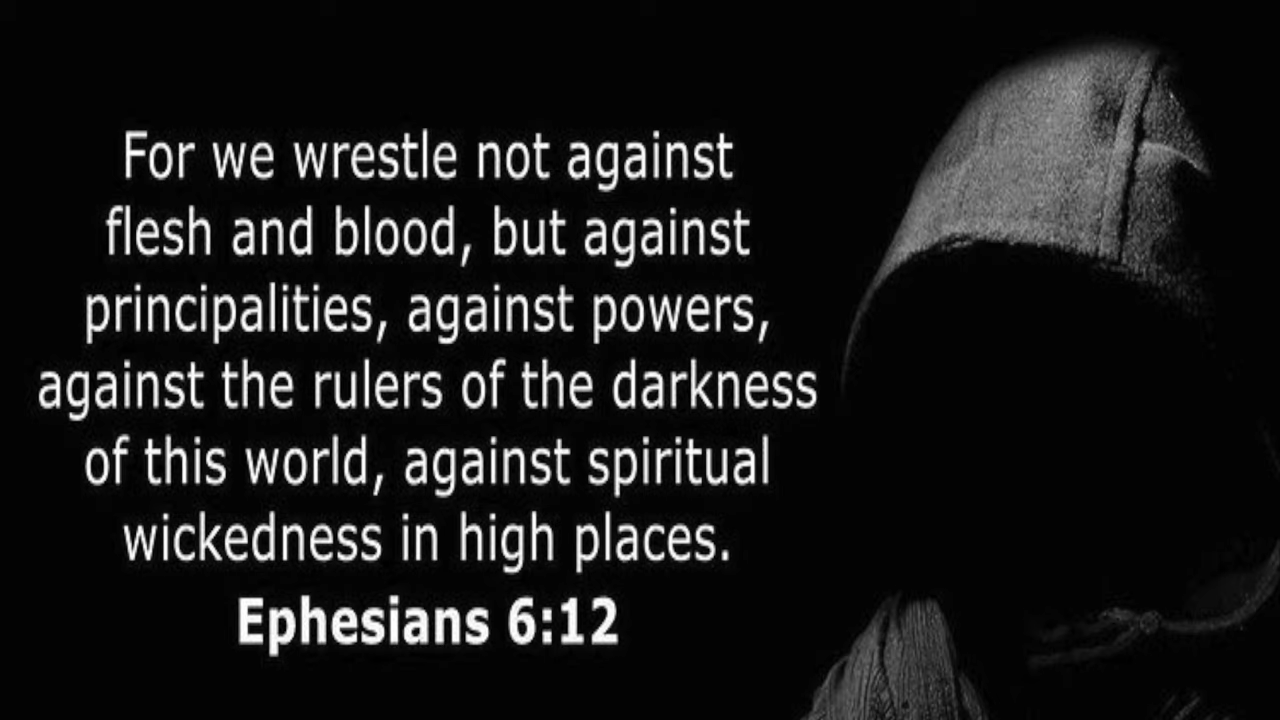 For we wrestle not against
flesh and blood, but against
principalities, against powers,
against the rulers of the darkness
of this world, against spiritual
wickedness in high places.
Ephesians 6:12